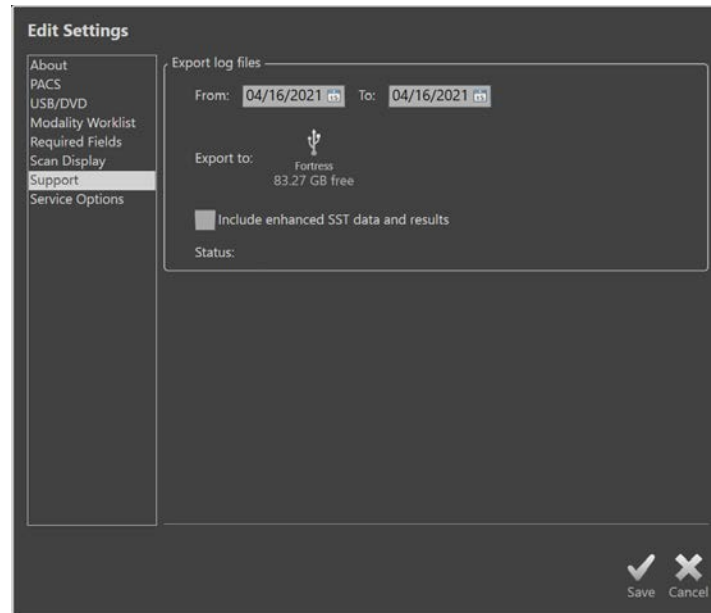 Edit Settings
About
PACS
USB/DVD
Modality Worklist
Required Fields
Scan Display
Support
Service Options
Export log files
From: 04/16/2021 15 To: 04/16/2021 15
Export to:
Fortress
83.27 GB free
Include enhanced SST data and results
Status:
Save Cancel